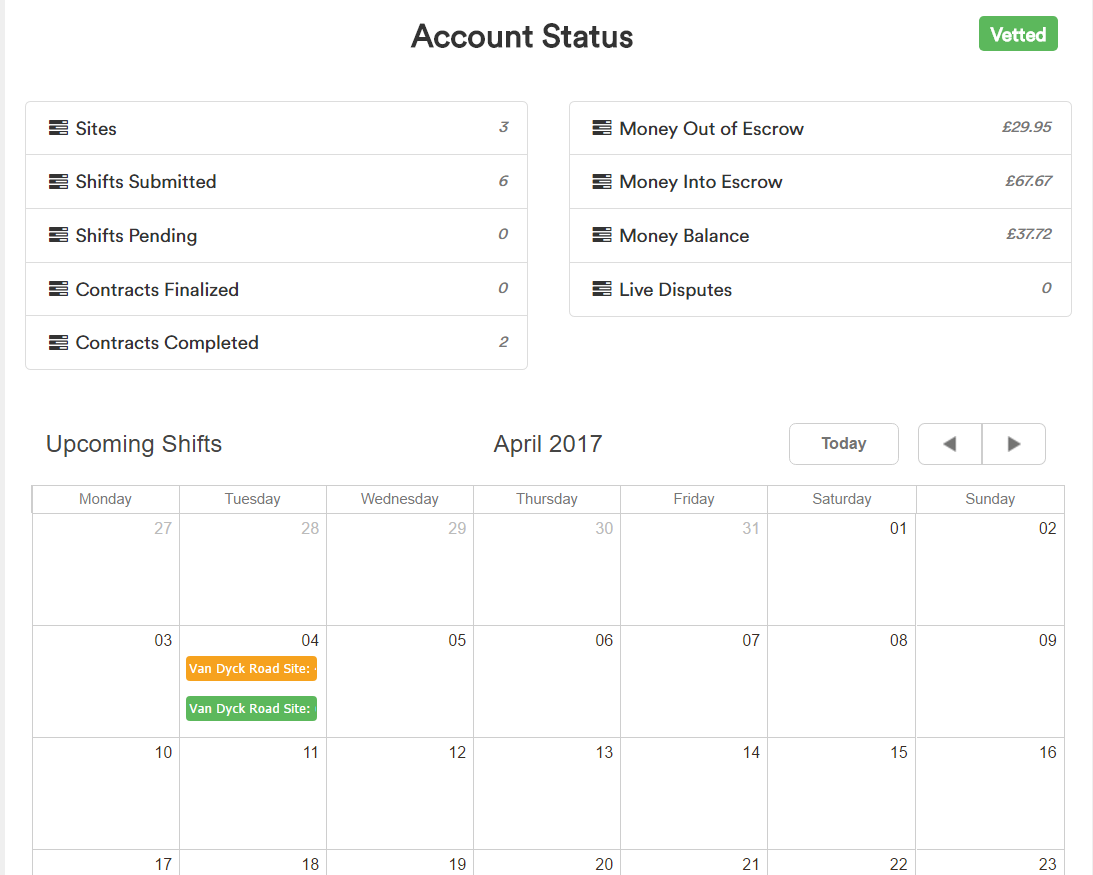 Account Status
Vetted
Sites 3
Shifts Submitted 6
Shifts Pending 0
Contracts Finalized 0
Contracts Completed 2
Money Out of Escrow £29.95
Money Into Escrow £67.67
Money Balance £37.72
Live Disputes 0
Upcoming Shifts April 2017 Today
Monday Tuesday Wednesday Thursday Friday Saturday Sunday
27 28 29 30 31 01 02
03 04 05 06 07 08 09
Van Dyck Road Site:
Van Dyck Road Site:
10 11 12 13 14 15 16
17 18 19 20 21 22 23